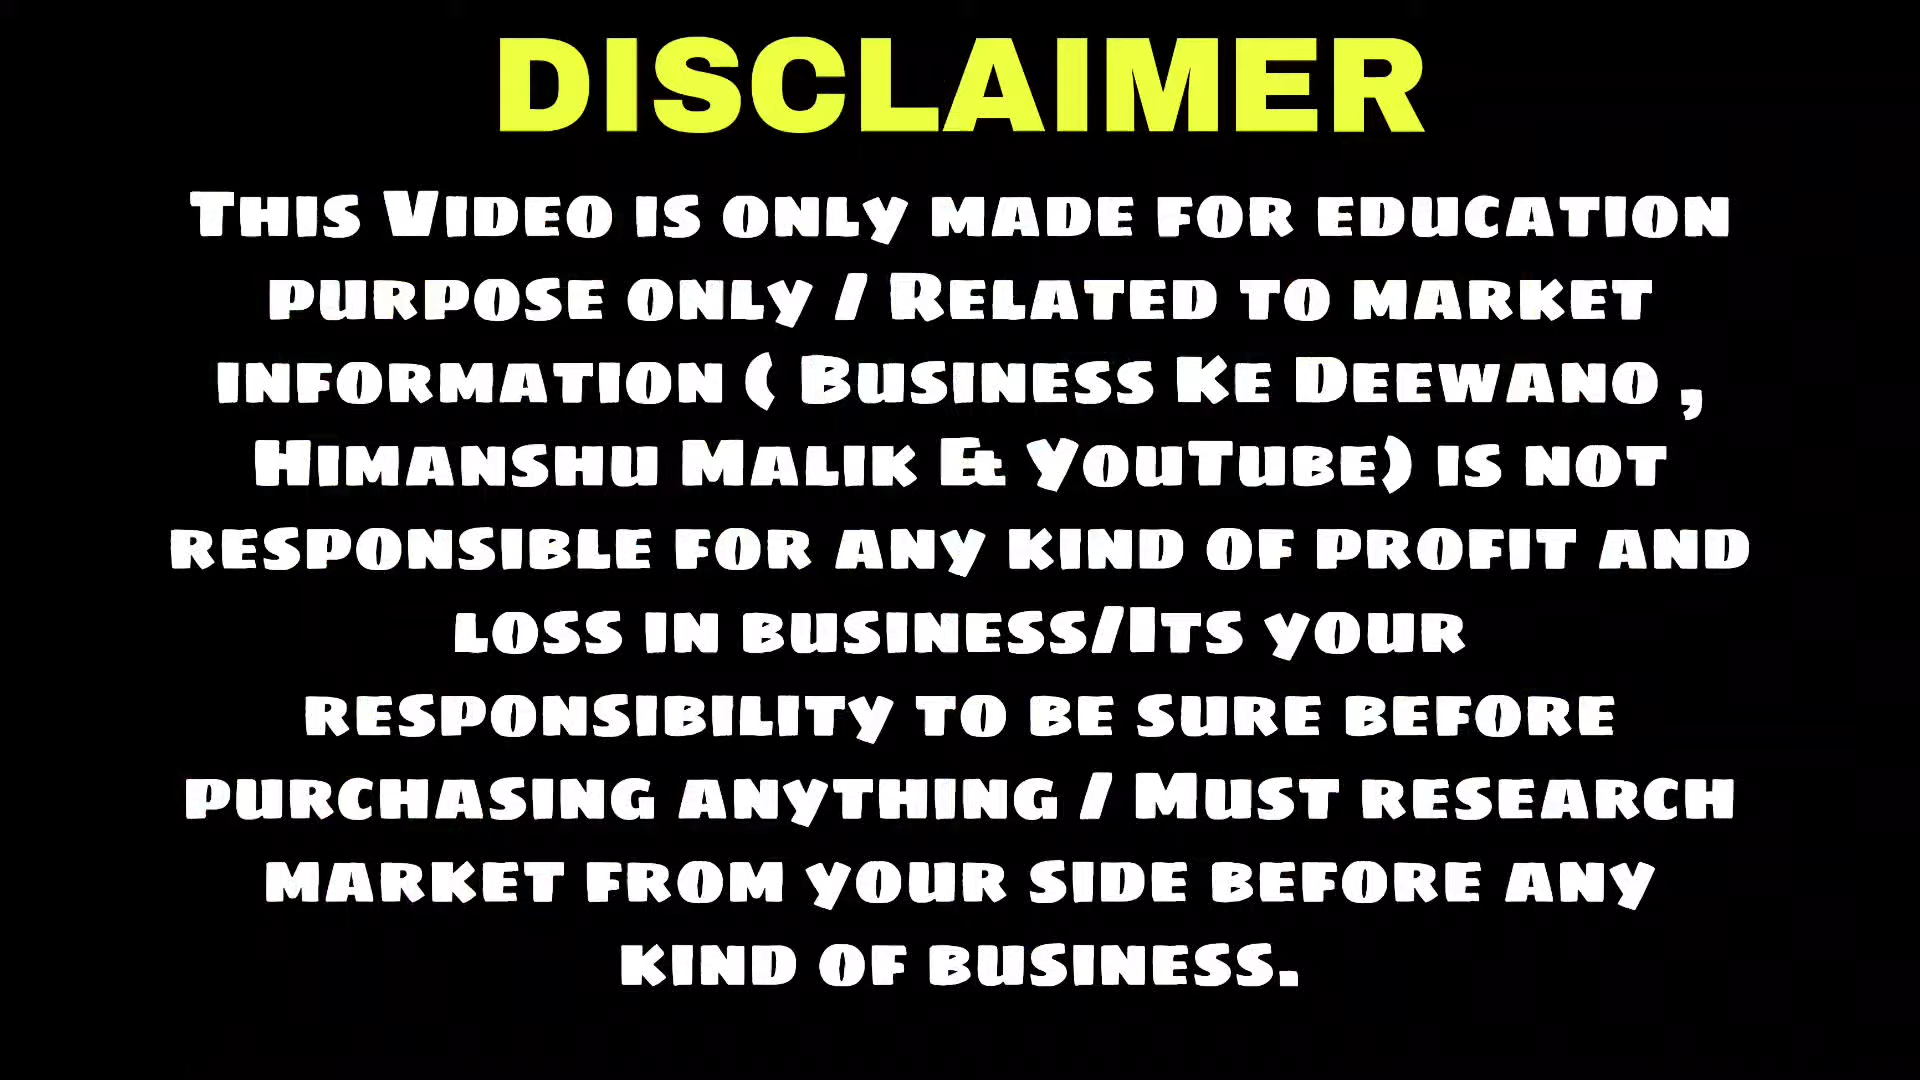 DISCLAIMER
This Video is only made for education
purpose only / Related to market
information ( Business Ke Deewano ,
Himanshu Malik & YouTube) is not
responsible for any kind of profit and
loss in business/Its your
responsibility to be sure before
purchasing anything / Must research
market from your side before any
kind of business.